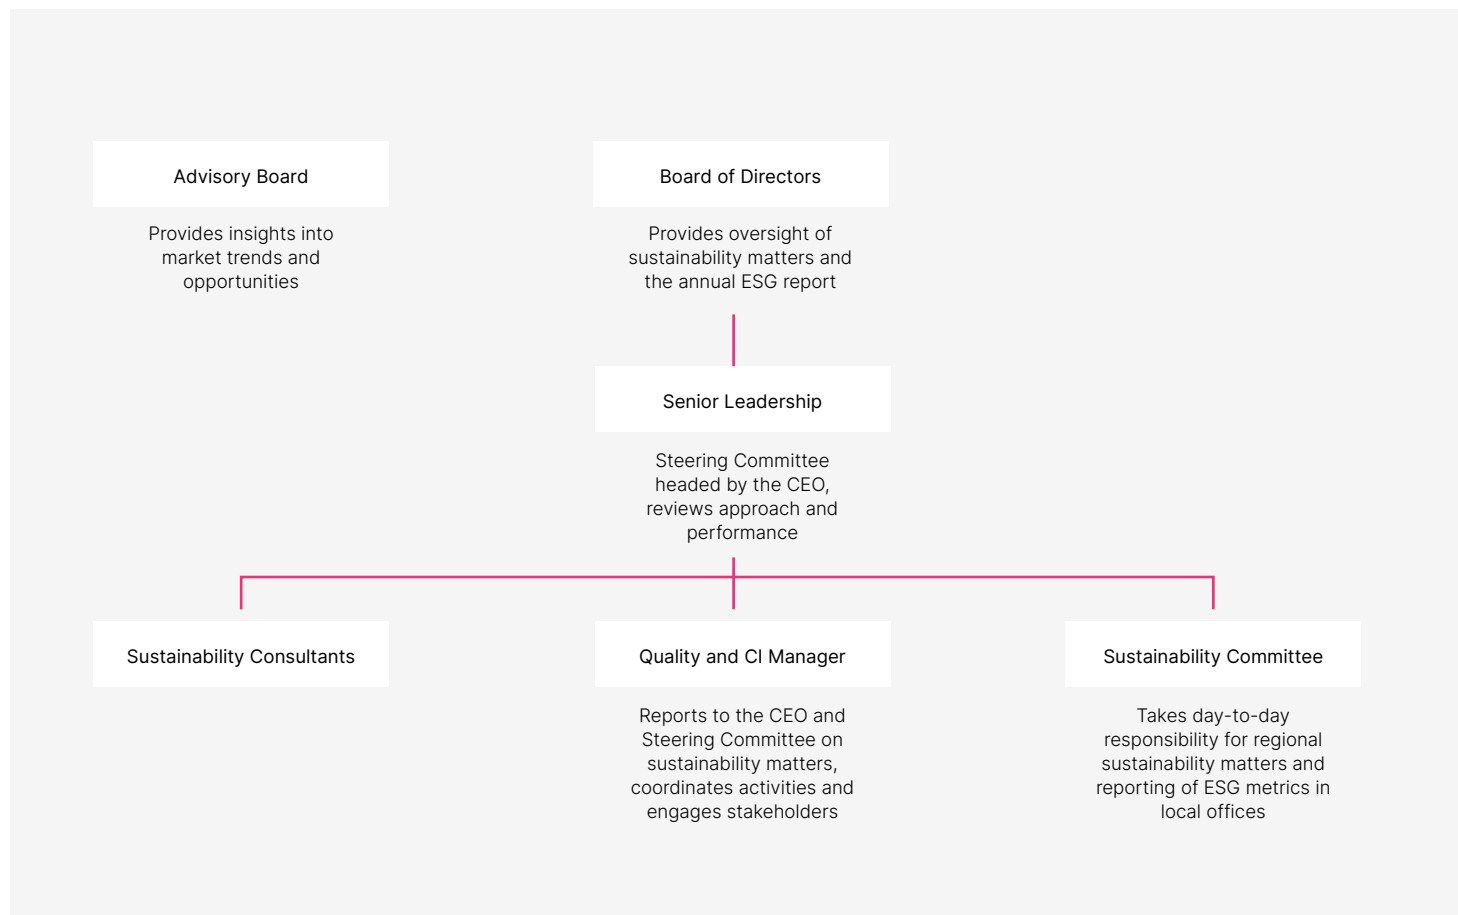 Advisory Board
Provides insights into
market trends and
opportunities
Board of Directors
Provides oversight of
sustainability matters and
the annual ESG report
Senior Leadership
Steering Committee
headed by the CEO,
reviews approach and
performance
Sustainability Consultants
Quality and CI Manager
Reports to the CEO and
Steering Committee on
sustainability matters,
coordinates activities and
engages stakeholders
Sustainability Committee
Takes day-to-day
responsibility for regional
sustainability matters and
reporting of ESG metrics in
local offices